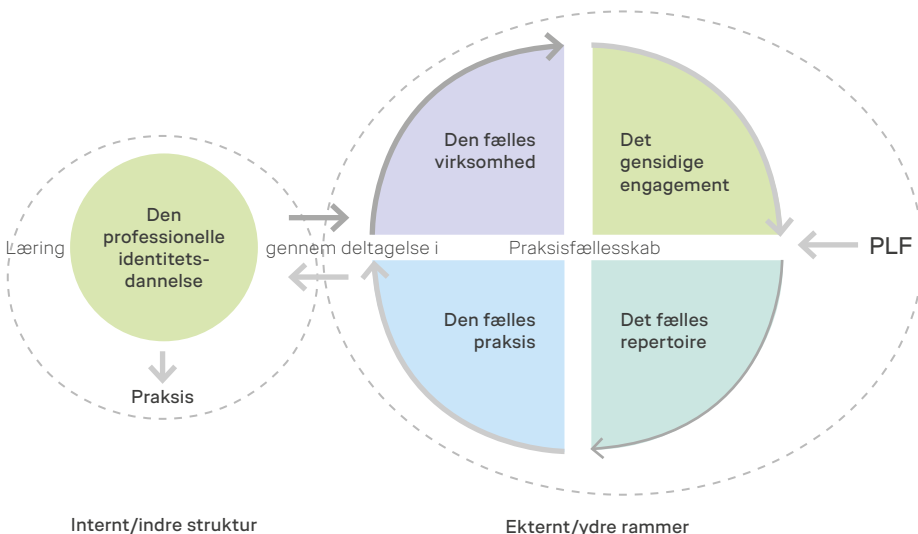 Den fælles
virksomhed
Det
gensidige
engagement
Den
professionelle
identitets-
dannelse
Læring
gennem deltagelse i
Praksisfællesskab
PLF
Den fælles
praksis
Det fælles
repertoire
Praksis
Internt/indre struktur
Eksternt/ydre rammer